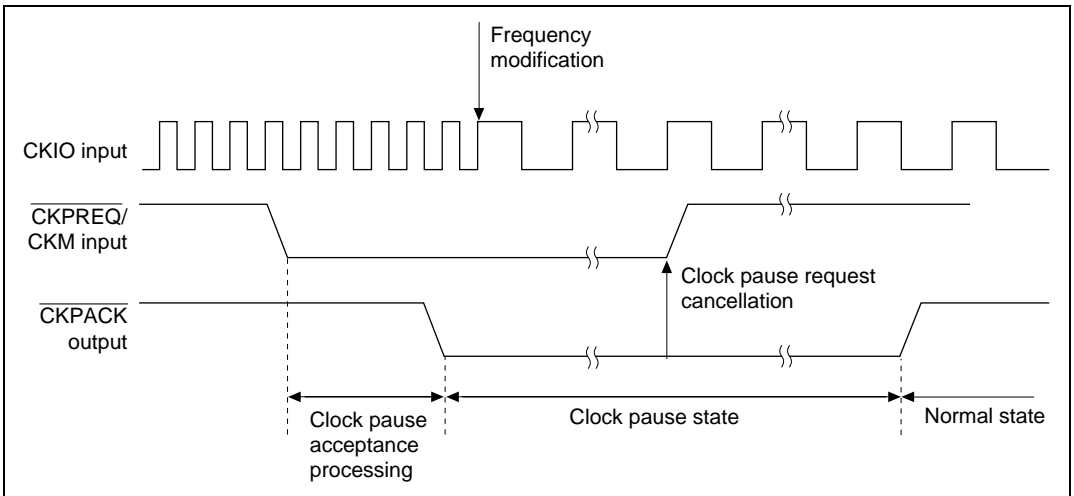 Frequency
modification
CKIO input
CKPREQ/
CKM input
Clock pause request
cancellation
CKPACK
output
Clock pause
acceptance
processing
Clock pause state
Normal state